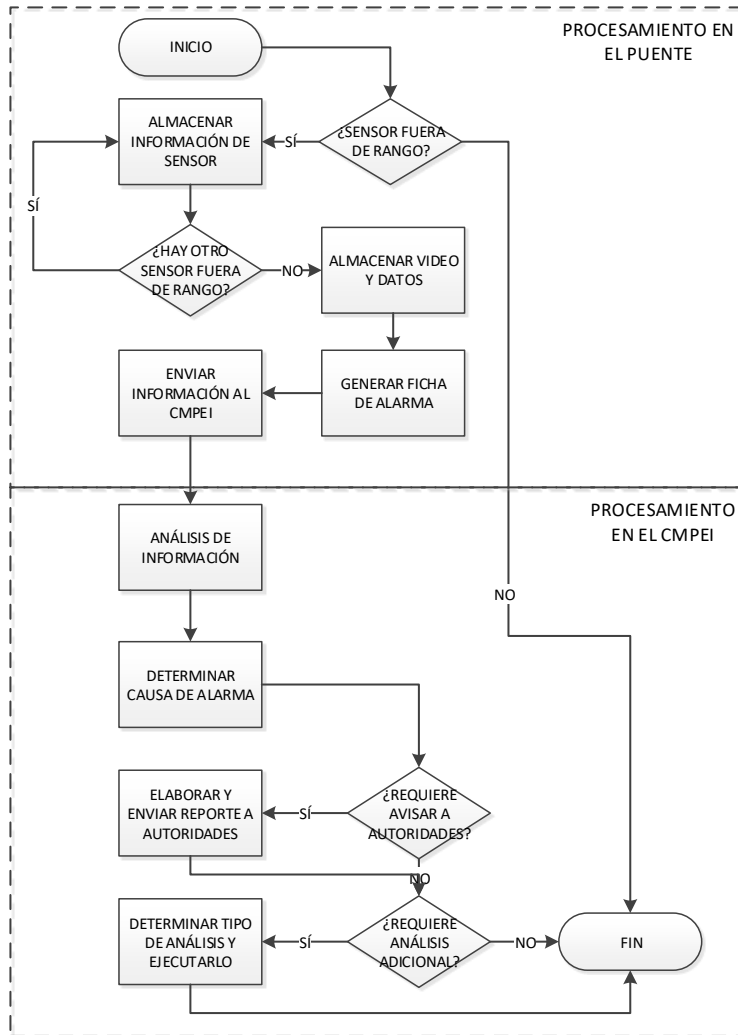 PROCESAMIENTO EN
EL PUENTE
INICIO
ALMACENAR
INFORMACIÓN DE
SENSOR
SÍ
¿SENSOR FUERA
DE RANGO?
SÍ
¿HAY OTRO
SENSOR FUERA
DE RANGO?
NO
ALMACENAR VIDEO
Y DATOS
ENVIAR
INFORMACIÓN AL
CMPEI
GENERAR FICHA
DE ALARMA
PROCESAMIENTO
EN EL CMPEI
ANÁLISIS DE
INFORMACIÓN
NO
DETERMINAR
CAUSA DE ALARMA
ELABORAR Y
ENVIAR REPORTE A
AUTORIDADES
SÍ
¿REQUIERE
AVISAR A
AUTORIDADES?
NO
DETERMINAR TIPO
DE ANÁLISIS Y
EJECUTARLO
SÍ
¿REQUIERE
ANÁLISIS
ADICIONAL?
NO
FIN